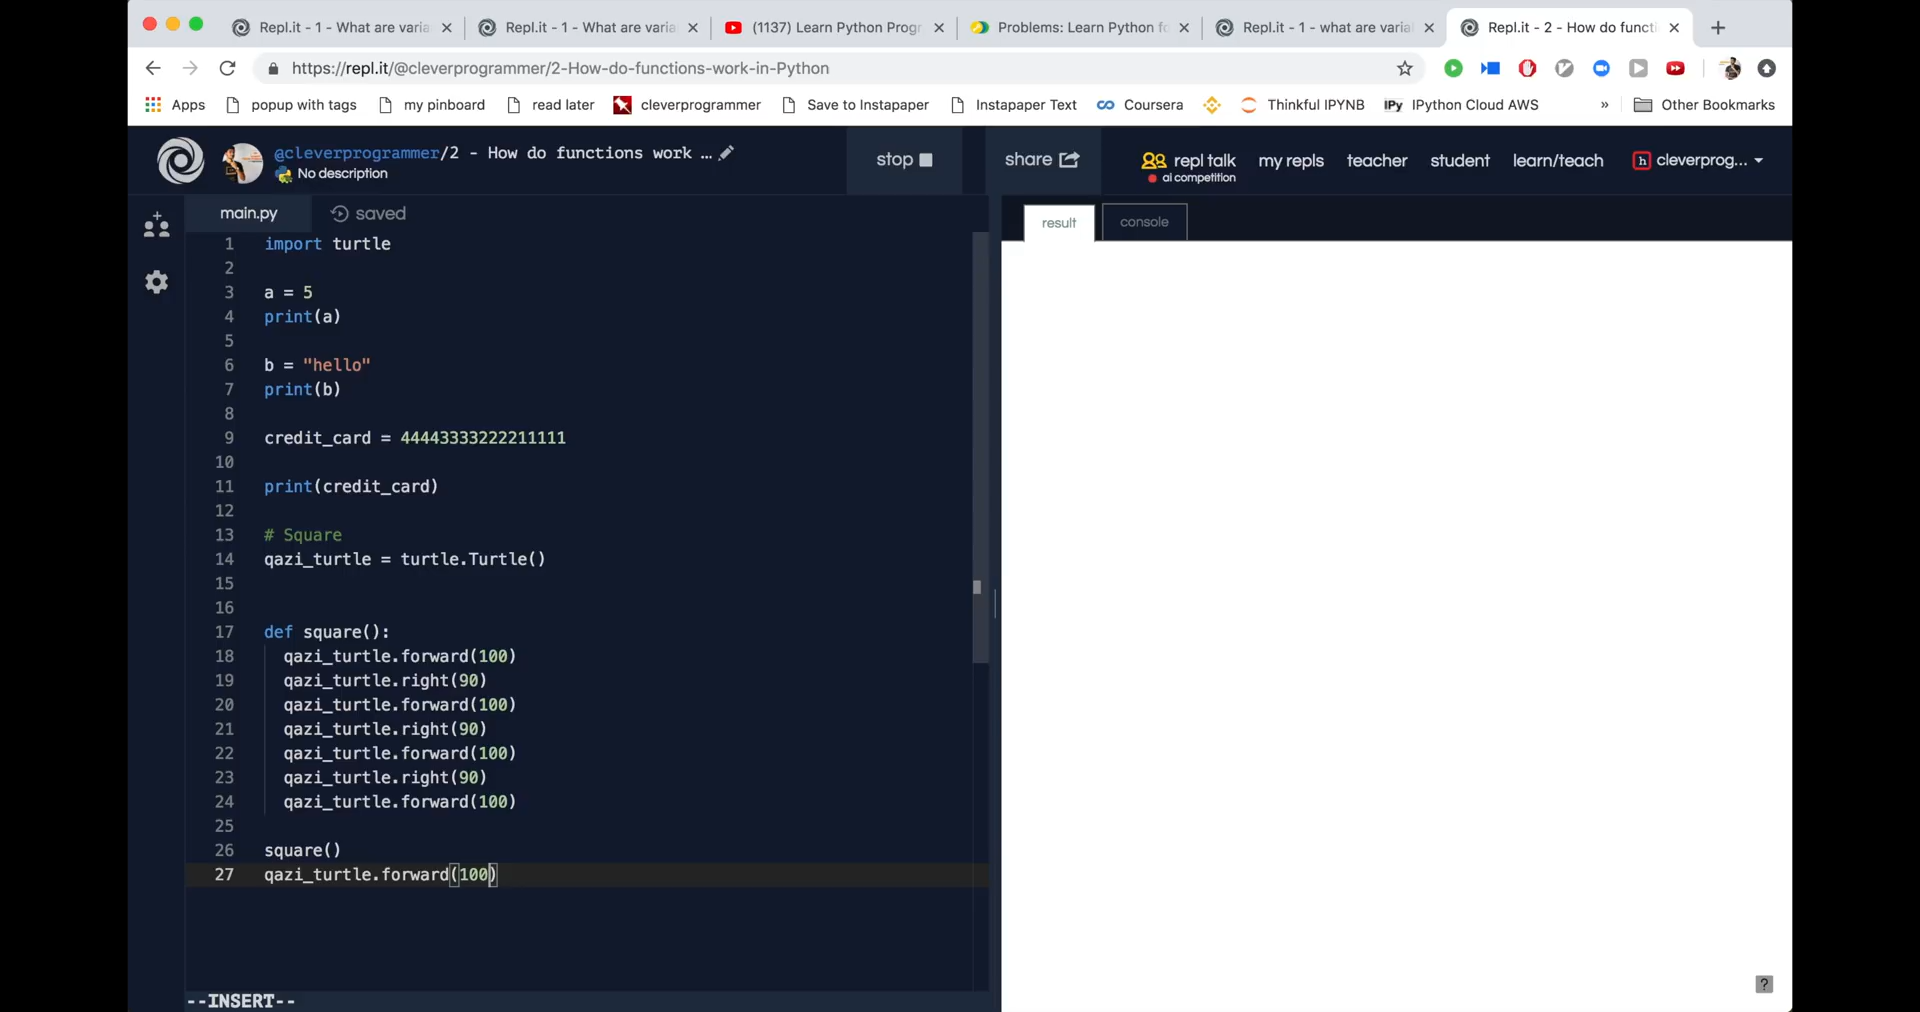 Repl.it - 1 - What are varia
Repl.it - 1 - What are varia
(1137) Learn Python Progr
Problems: Learn Python fo
Repl.it - 1 - what are varial
Repl.it - 2 - How do functi
https://repl.it/@cleverprogrammer/2-How-do-functions-work-in-Python
Apps popup with tags my pinboard read later cleverprogrammer Save to Instapaper Instapaper Text Coursera Thinkful IPYNB IPy IPython Cloud AWS » Other Bookmarks
@cleverprogrammer/2 - How do functions work ...
No description
stop
share
repl talk
ai competition
my repls
teacher
student
learn/teach
h cleverprog...
main.py
saved
result
console
1 import turtle
2
3 a = 5
4 print(a)
5
6 b = "hello"
7 print(b)
8
9 credit_card = 44443333222211111
10
11 print(credit_card)
12
13 # Square
14 qazi_turtle = turtle.Turtle()
15
16
17 def square():
18 qazi_turtle.forward(100)
19 qazi_turtle.right(90)
20 qazi_turtle.forward(100)
21 qazi_turtle.right(90)
22 qazi_turtle.forward(100)
23 qazi_turtle.right(90)
24 qazi_turtle.forward(100)
25
26 square()
27 qazi_turtle.forward(100)
--INSERT--
?